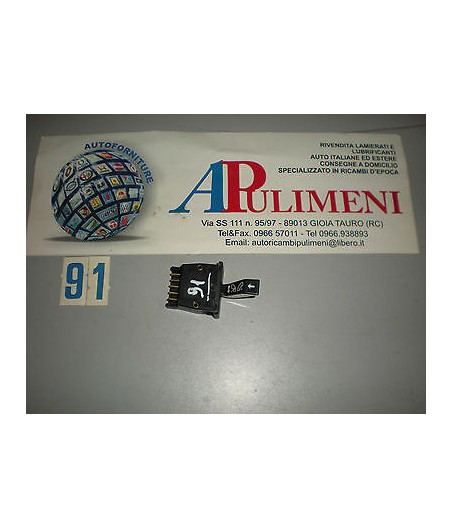 AUTOFORNITURE
RIVENDITA LAMIERATI E
LUBRIFICANTI
AUTO ITALIANE ED ESTERE
CONSEGNE A DOMICILIO
SPECIALIZZATO IN RICAMBI D'EPOCA
APULIMENI
Via SS 111 n. 95/97 - 89013 GIOIA TAURO (RC)
Tel&Fax. 0966 57011 - Tel 0966.938893
Email: autoricambipulimeni@libero.it
91
91